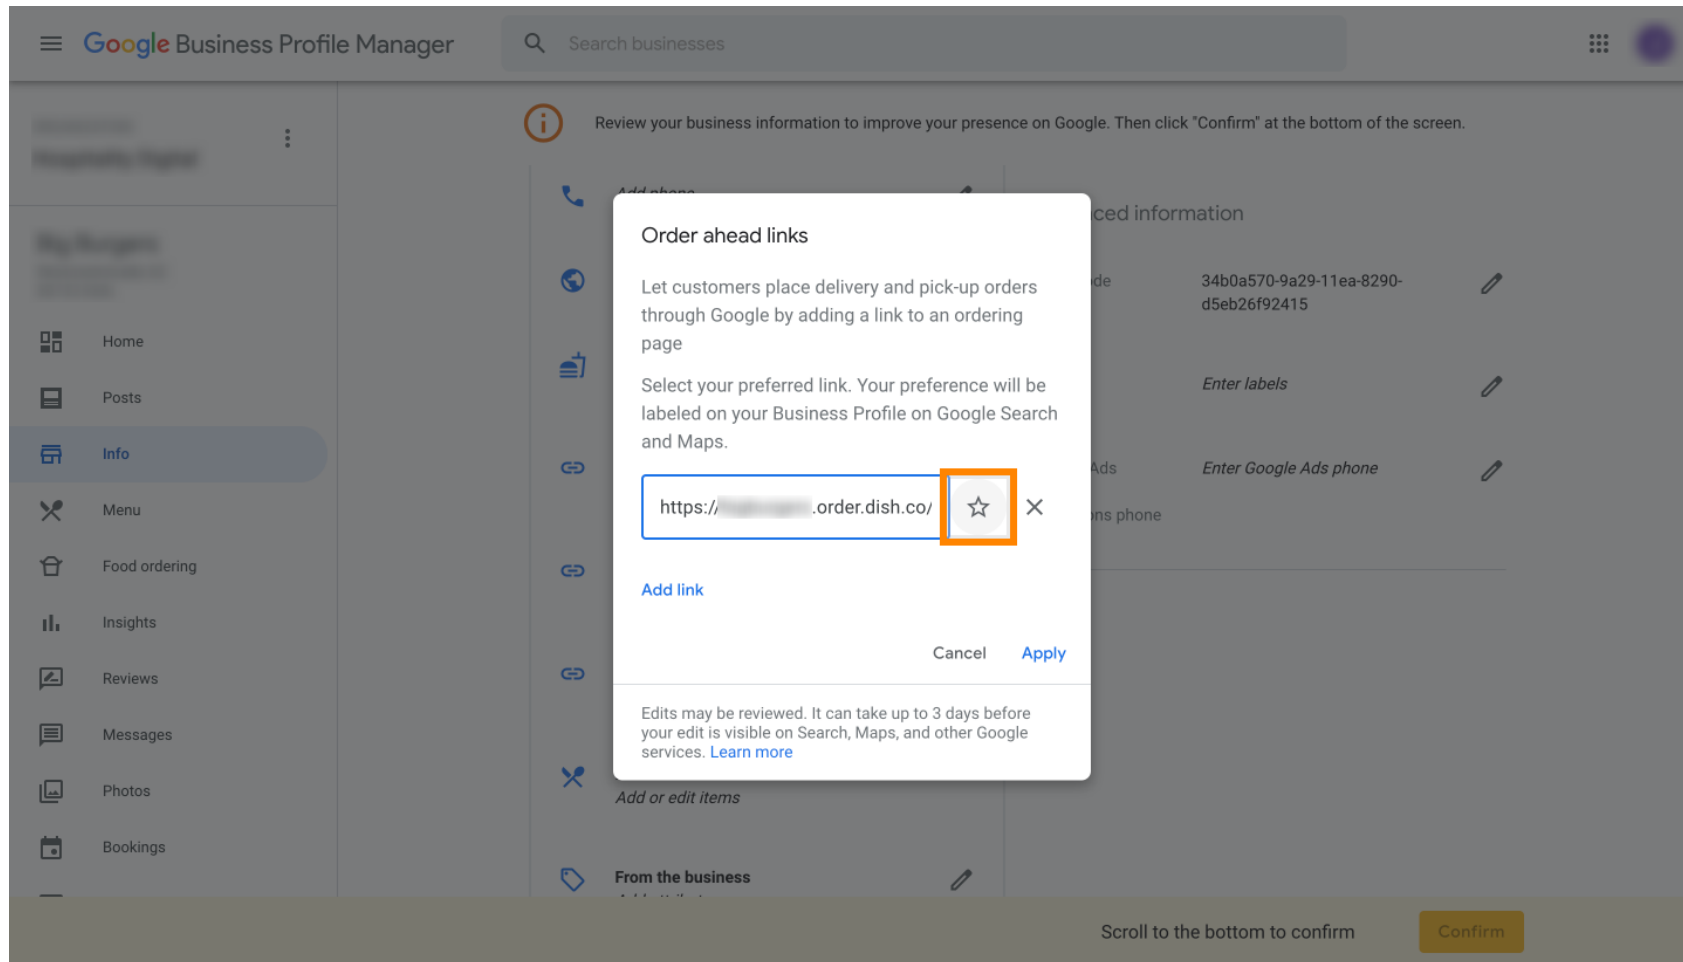 Google Business Profile Manager
Search businesses
Review your business information to improve your presence on Google. Then click "Confirm" at the bottom of the screen.
Home
Posts
Info
Menu
Food ordering
Insights
Reviews
Messages
Photos
Bookings
Add phone
Order ahead links
Let customers place delivery and pick-up orders
through Google by adding a link to an ordering
page
Select your preferred link. Your preference will be
labeled on your Business Profile on Google Search
and Maps.
https://
.order.dish.co/
Add link
Cancel Apply
Edits may be reviewed. It can take up to 3 days before
your edit is visible on Search, Maps, and other Google
services. Learn more
Add or edit items
From the business
information
34b0a570-9a29-11ea-8290-
d5eb26f92415
Enter labels
Ads
Enter Google Ads phone
phone
Scroll to the bottom to confirm
Confirm